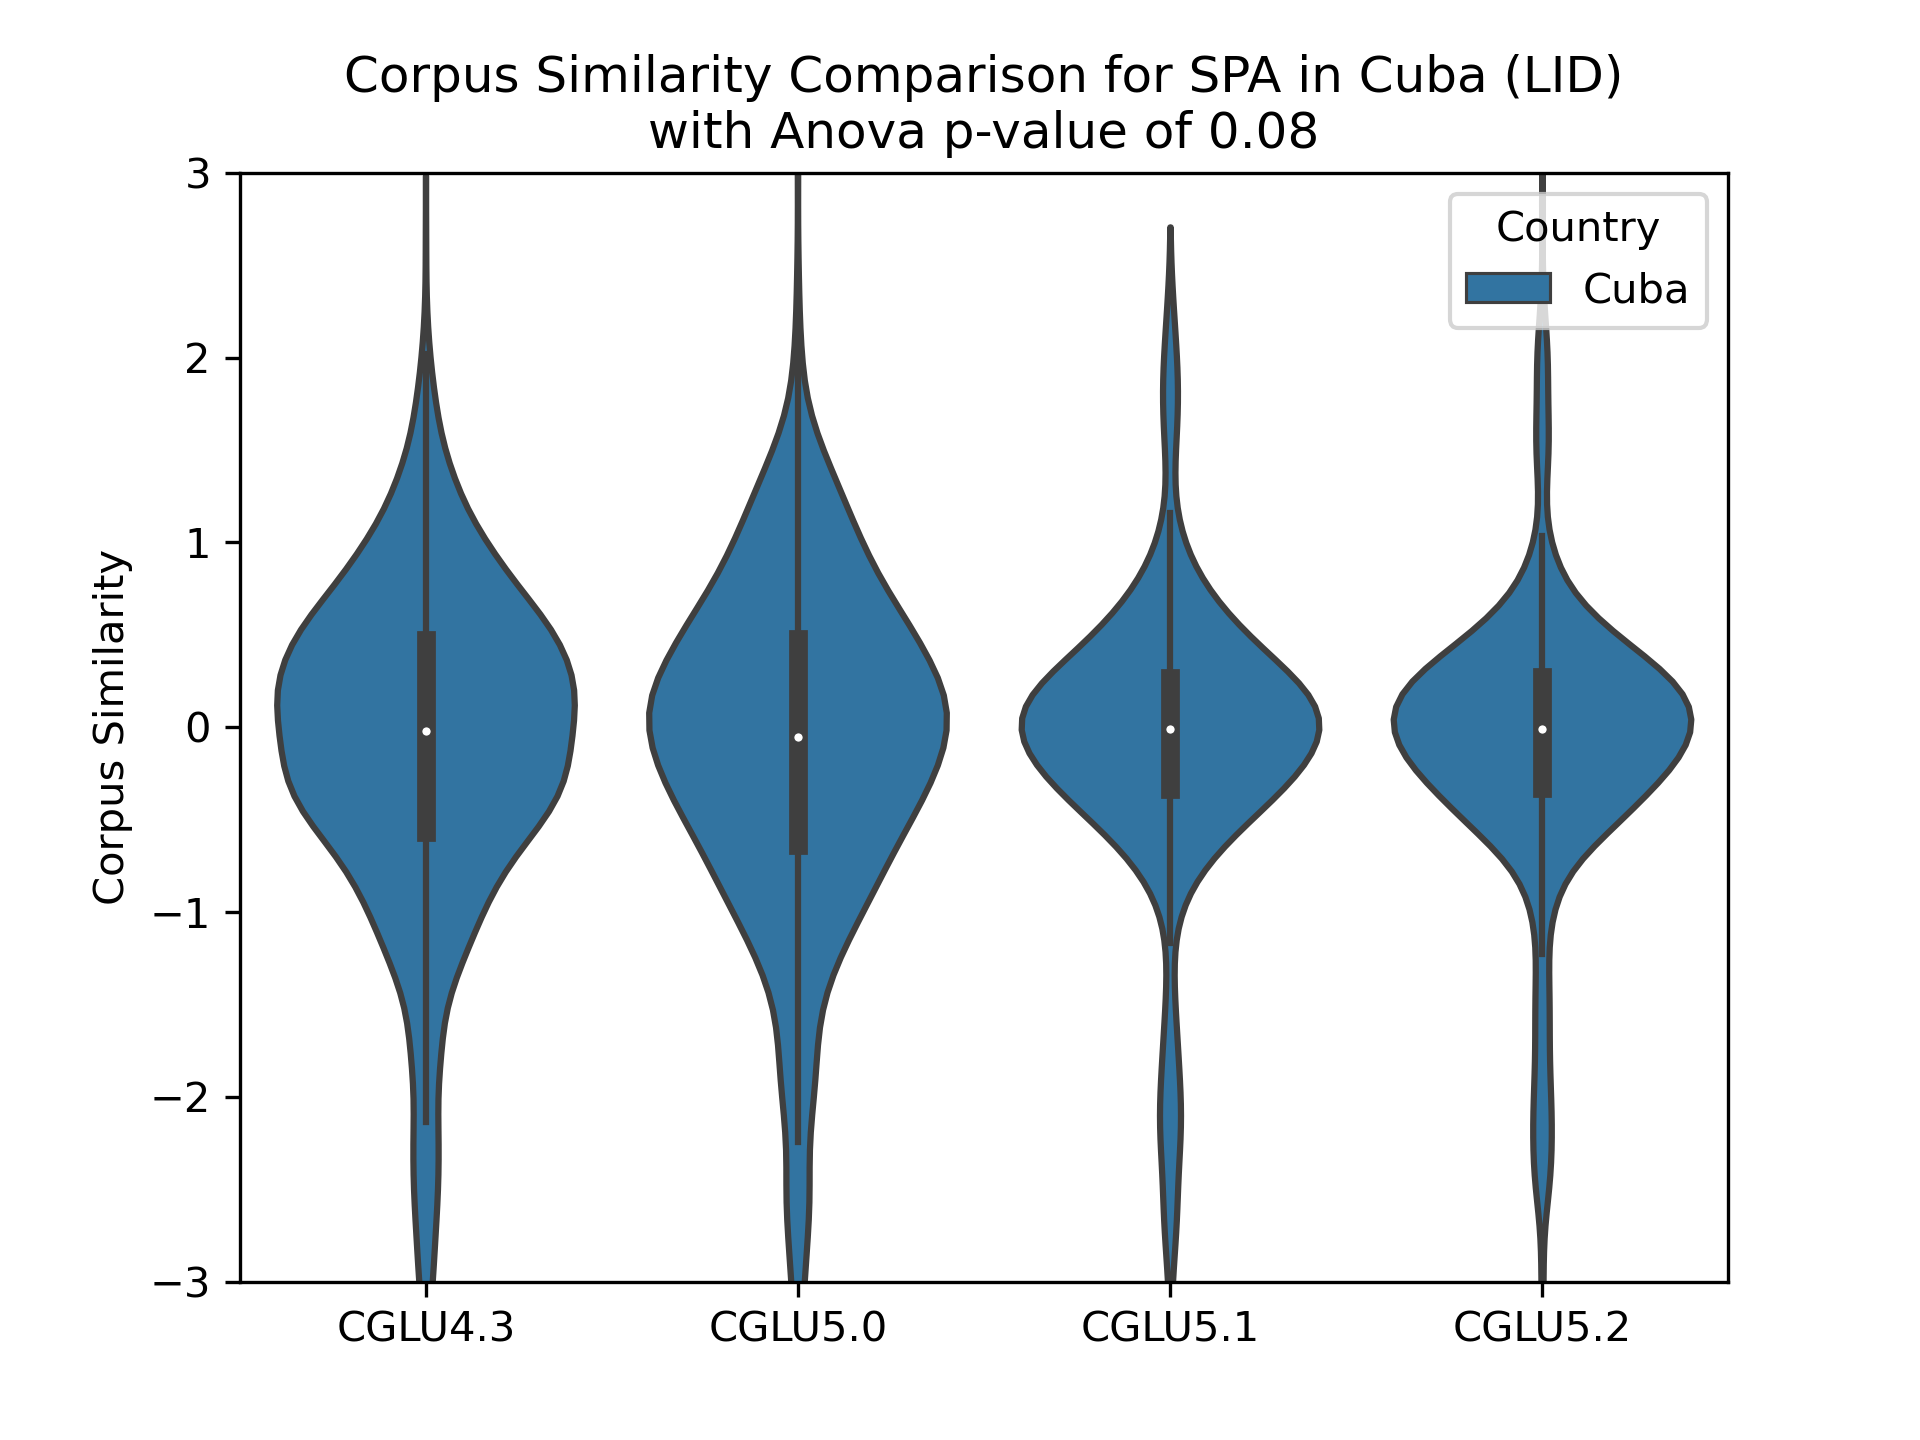 Corpus Similarity Comparison for SPA in Cuba (LID)
with Anova p-value of 0.08
Country
Cuba
Corpus Similarity
3
2
1
0
−1
−2
−3
CGLU4.3
CGLU5.0
CGLU5.1
CGLU5.2